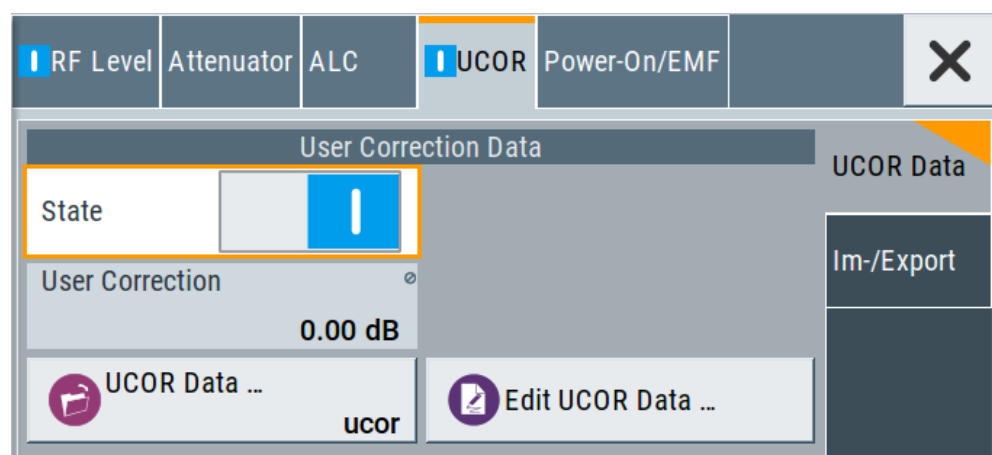 RF Level Attenuator ALC UCOR Power-On/EMF
User Correction Data
UCOR Data
State
Im-/Export
User Correction
0.00 dB
UCOR Data ...
ucor
Edit UCOR Data ...